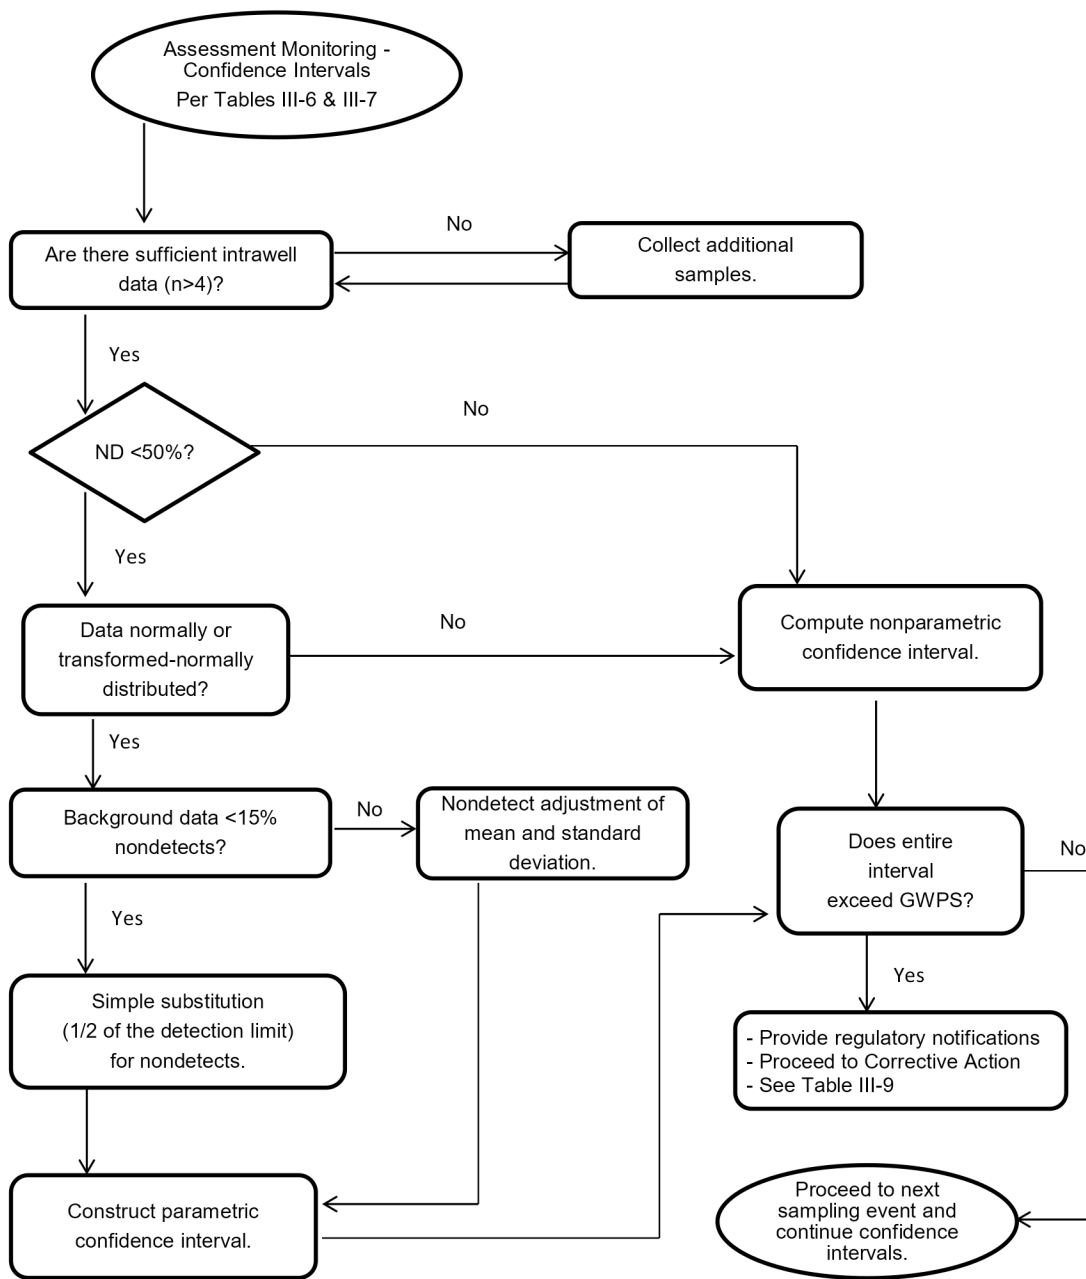 Assessment Monitoring -
Confidence Intervals
Per Tables III-6 & III-7
No
Are there sufficient intrawell
data (n>4)?
Collect additional
samples.
Yes
No
ND <50%?
Yes
Data normally or
transformed-normally
distributed?
No
Compute nonparametric
confidence interval.
Yes
Background data <15%
nondetects?
No
Nondetect adjustment of
mean and standard
deviation.
Does entire
interval
exceed GWPS?
No
Yes
Yes
Simple substitution
(1/2 of the detection limit)
for nondetects.
- Provide regulatory notifications
- Proceed to Corrective Action
- See Table III-9
Construct parametric
confidence interval.
Proceed to next
sampling event and
continue confidence
intervals.